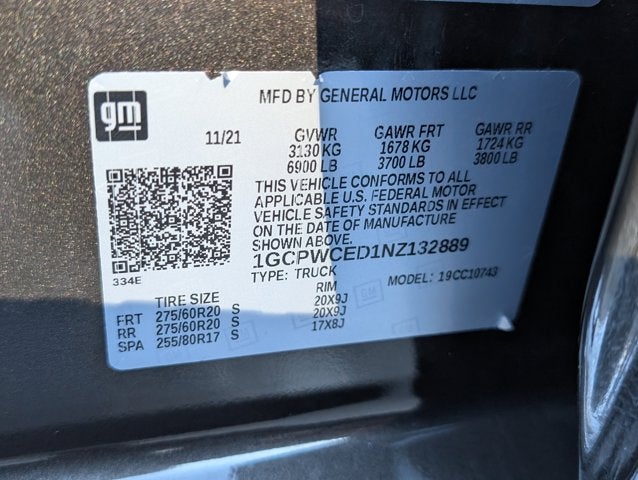 gm
MFD BY GENERAL MOTORS LLC
11/21 GVWR GAWR FRT GAWR RR
3130 KG 1678 KG 1724 KG
6900 LB 3700 LB 3800 LB
THIS VEHICLE CONFORMS TO ALL
APPLICABLE U.S. FEDERAL MOTOR
VEHICLE SAFETY STANDARDS IN EFFECT
ON THE DATE OF MANUFACTURE
SHOWN ABOVE.
1GCPWCED1NZ132889
334E
TYPE: TRUCK MODEL: 19CC10743
TIRE SIZE RIM
FRT 275/60R20 S 20X9J
RR 275/60R20 S 20X9J
SPA 255/80R17 S 17X8J